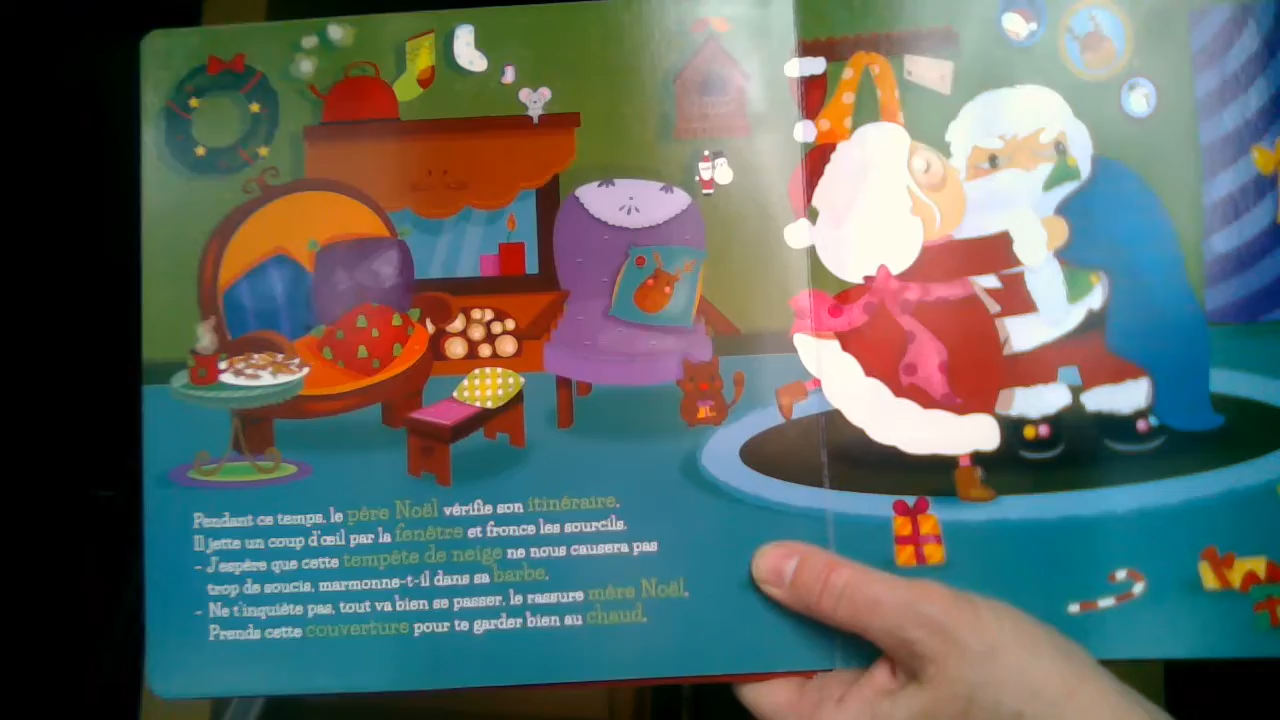 Pendant ce temps, le père Noël vérifie son itinéraire.
Il jette un coup d'œil par la fenêtre et fronce les sourcils.
- J'espère que cette tempête de neige ne nous causera pas
trop de soucis, marmonne-t-il dans sa barbe.
- Ne t'inquiète pas, tout va bien se passer, le rassure mère Noël.
Prends cette couverture pour te garder bien au chaud.